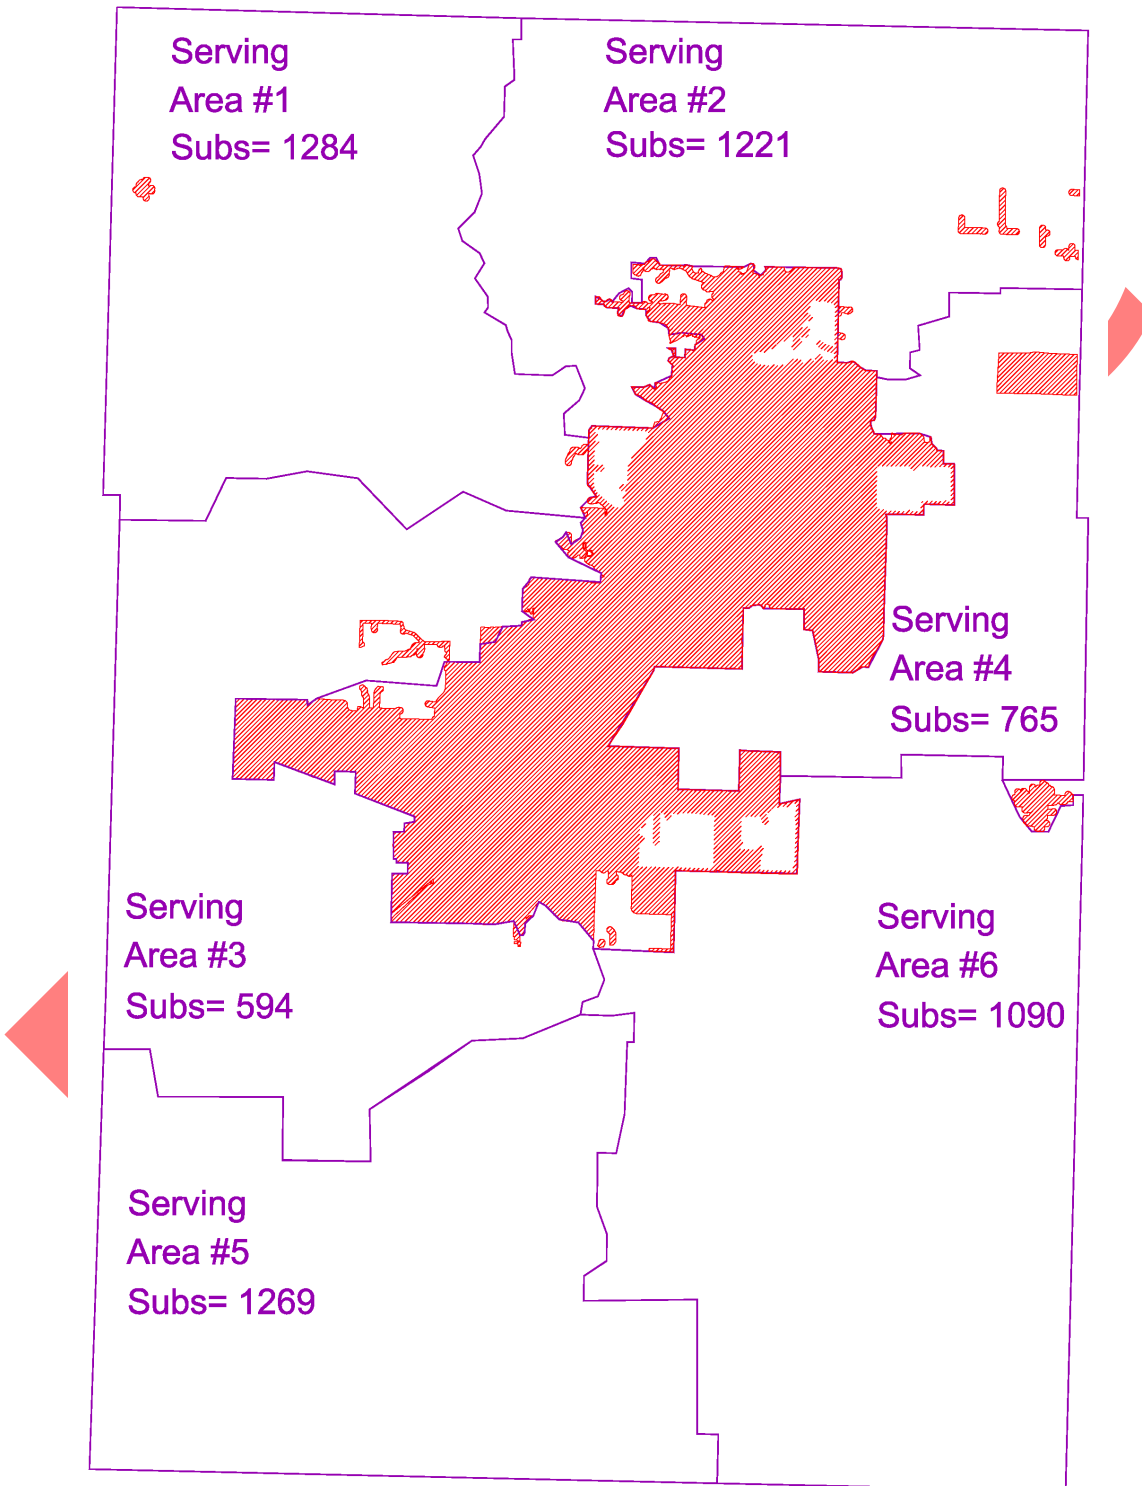 Serving
Area #1
Subs= 1284
Serving
Area #2
Subs= 1221
Serving
Area #4
Subs= 765
Serving
Area #3
Subs= 594
Serving
Area #6
Subs= 1090
Serving
Area #5
Subs= 1269